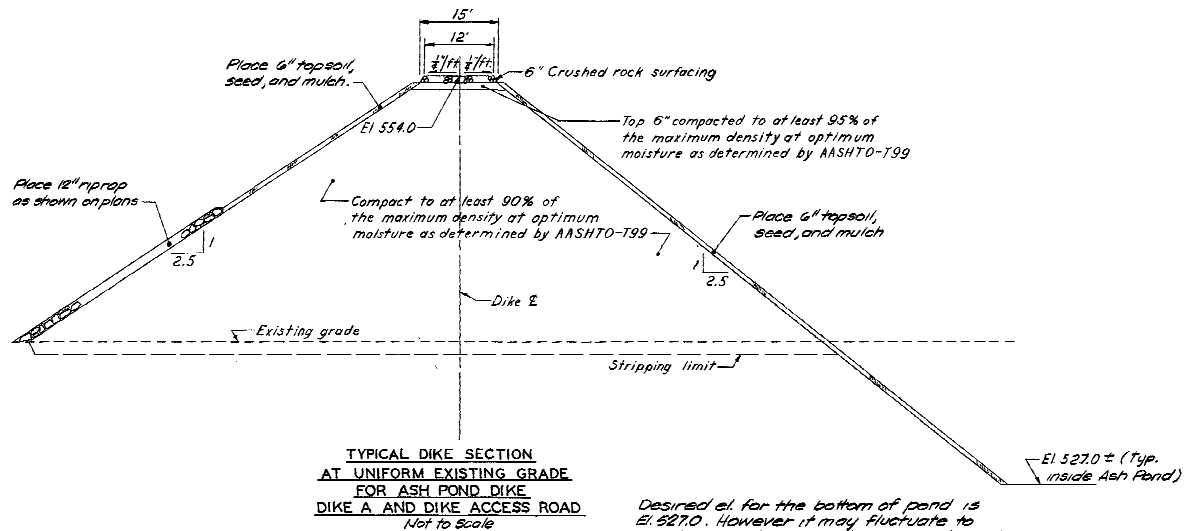 15'
12'
1/4"/ft. 1/4"/ft.
Place 6" topsoil,
seed, and mulch.
6" Crushed rock surfacing
El. 554.0
Top 6" compacted to at least 95% of
the maximum density at optimum
moisture as determined by AASHTO-T99
Place 12" riprap
as shown on plans
Compact to at least 90% of
the maximum density at optimum
moisture as determined by AASHTO-T99
Place 6" topsoil,
seed, and mulch
1
2.5
1
2.5
Dike ℄
Existing grade
Stripping limit
TYPICAL DIKE SECTION
AT UNIFORM EXISTING GRADE
FOR ASH POND DIKE
DIKE A AND DIKE ACCESS ROAD
Not to Scale
El. 527.0 ± (Typ.
inside Ash Pond)
Desired el. for the bottom of pond is
El. 527.0. However it may fluctuate to